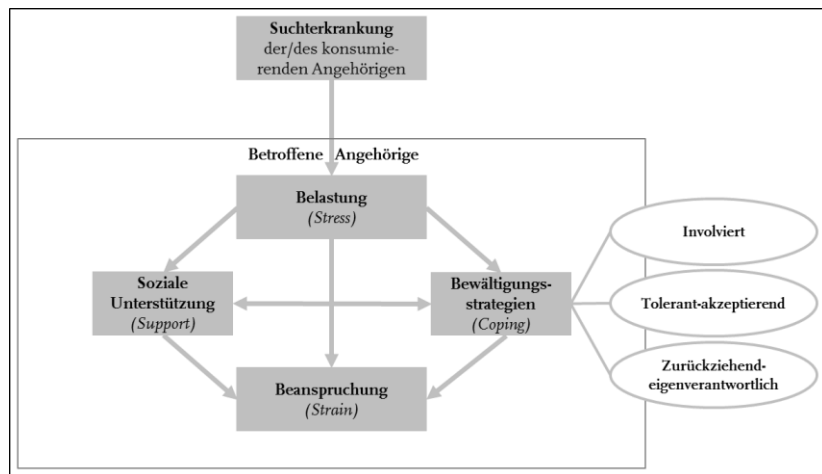 Suchterkrankung
der/des konsumie-
renden Angehörigen
Betroffene Angehörige
Belastung
(Stress)
Soziale
Unterstützung
(Support)
Bewältigungs-
strategien
(Coping)
Involviert
Tolerant-akzeptierend
Zurückziehend-
eigenverantwortlich
Beanspruchung
(Strain)